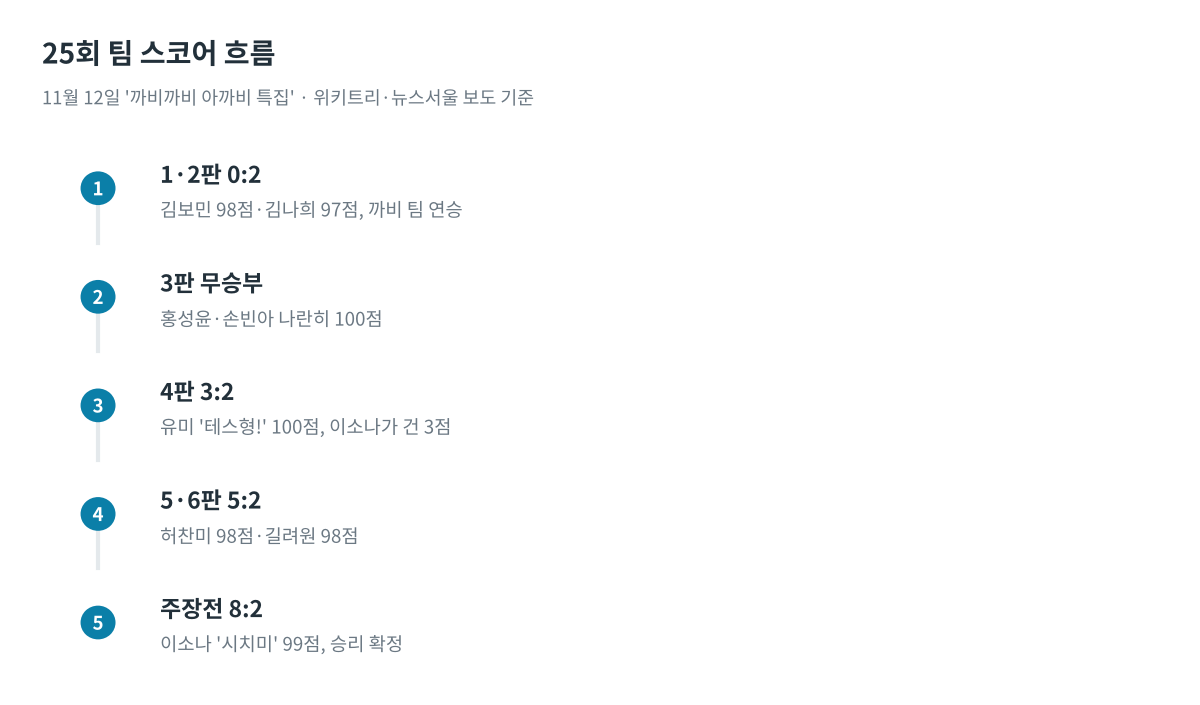 25회 팀 스코어 흐름
11월 12일 '까비까비 아까비 특집' · 위키트리·뉴스서울 보도 기준
1
1·2판 0:2
김보민 98점·김나희 97점, 까비 팀 연승
2
3판 무승부
홍성윤·손빈아 나란히 100점
3
4판 3:2
유미 '테스형!' 100점, 이소나가 건 3점
4
5·6판 5:2
허찬미 98점·길려원 98점
5
주장전 8:2
이소나 '시치미' 99점, 승리 확정